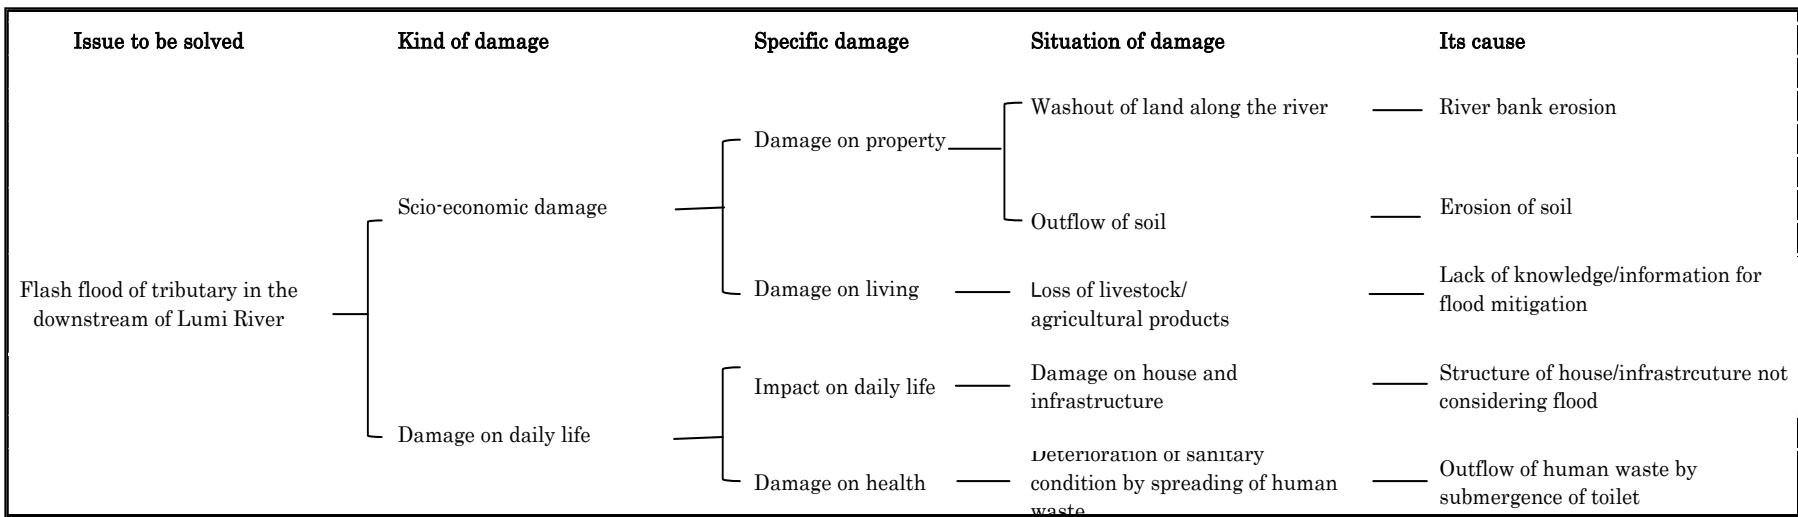 Issue to be solved
Kind of damage
Specific damage
Situation of damage
Its cause
Washout of land along the river
River bank erosion
Damage on property
Scio-economic damage
Outflow of soil
Erosion of soil
Flash flood of tributary in the
downstream of Lumi River
Damage on living
Loss of livestock/
agricultural products
Lack of knowledge/information for
flood mitigation
Impact on daily life
Damage on house and
infrastructure
Structure of house/infrastrcuture not
considering flood
Damage on daily life
Damage on health
Deterioration of sanitary
condition by spreading of human
waste
Outflow of human waste by
submergence of toilet